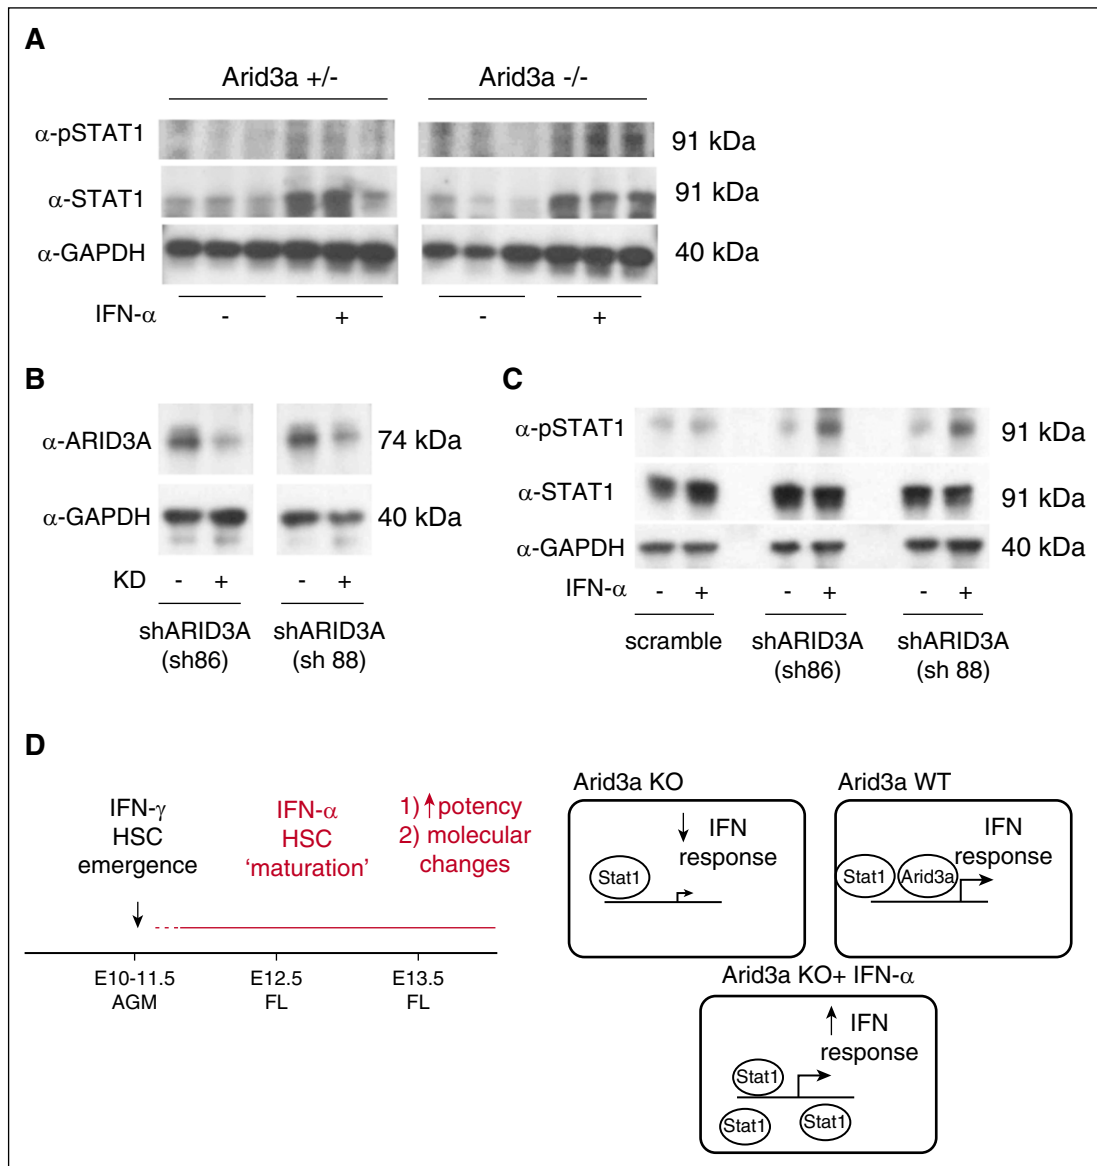 A
Arid3a +/-
Arid3a -/-
α-pSTAT1
91 kDa
α-STAT1
91 kDa
α-GAPDH
40 kDa
IFN-α
-
+
-
+
B
α-ARID3A
74 kDa
α-GAPDH
40 kDa
KD
-
+
-
+
shARID3A
(sh86)
shARID3A
(sh 88)
C
α-pSTAT1
91 kDa
α-STAT1
91 kDa
α-GAPDH
40 kDa
IFN-α
-
+
-
+
-
+
scramble
shARID3A
(sh86)
shARID3A
(sh 88)
D
IFN-γ
HSC
emergence
IFN-α
HSC
'maturation'
1) ↑potency
2) molecular
changes
E10-11.5
AGM
E12.5
FL
E13.5
FL
Arid3a KO
↓ IFN
response
Stat1
Arid3a WT
IFN
response
Stat1
Arid3a
Arid3a KO+ IFN-α
↑ IFN
response
Stat1
Stat1
Stat1